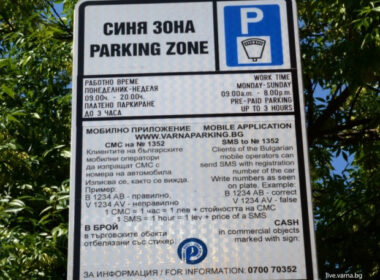 СИНЯ ЗОНА
PARKING ZONE
P
РАБОТНО ВРЕМЕ
ПОНЕДЕЛНИК-НЕДЕЛЯ
09.00ч. - 20.00ч.
ПЛАТЕНО ПАРКИРАНЕ
ДО 3 ЧАСА
WORK TIME
MONDAY-SUNDAY
09.00a.m. - 8.00p.m.
PRE-PAID PARKING
UP TO 3 HOURS
МОБИЛНО ПРИЛОЖЕНИЕ MOBILE APPLICATION
WWW.VARNAPARKING.BG
СМС на № 1352
Клиентите на българските
мобилни оператори
да изпращат СМС с
номера на автомобила
Изписва се, както се вижда.
Пример:
B 1234 AB - правилно,
V 1234 AV - неправилно
SMS to № 1352
Clients of the Bulgarian
mobile operators can
send SMS with registration
number of the car
Write numbers as seen
on plate. Example:
B 1234 AB - correct
V 1234 AV - false
1 СМС = 1 час = 1 лев + стойността на СМС
1 SMS = 1 hour = 1 lev + price of a SMS
В БРОЙ
в търговските обекти
отбелязани със стикер
CASH
in commercial objects
marked with sign.
ЗА ИНФОРМАЦИЯ / FOR INFORMATION: 0700 70352
live.varna.bg